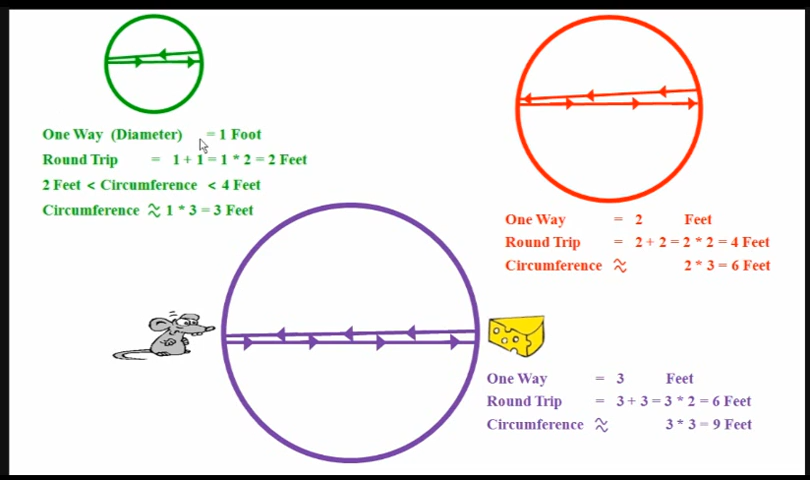 One Way (Diameter) = 1 Foot
Round Trip = 1 + 1 = 1 * 2 = 2 Feet
2 Feet < Circumference < 4 Feet
Circumference ≈ 1 * 3 = 3 Feet
One Way = 2 Feet
Round Trip = 2 + 2 = 2 * 2 = 4 Feet
Circumference ≈ 2 * 3 = 6 Feet
One Way = 3 Feet
Round Trip = 3 + 3 = 3 * 2 = 6 Feet
Circumference ≈ 3 * 3 = 9 Feet